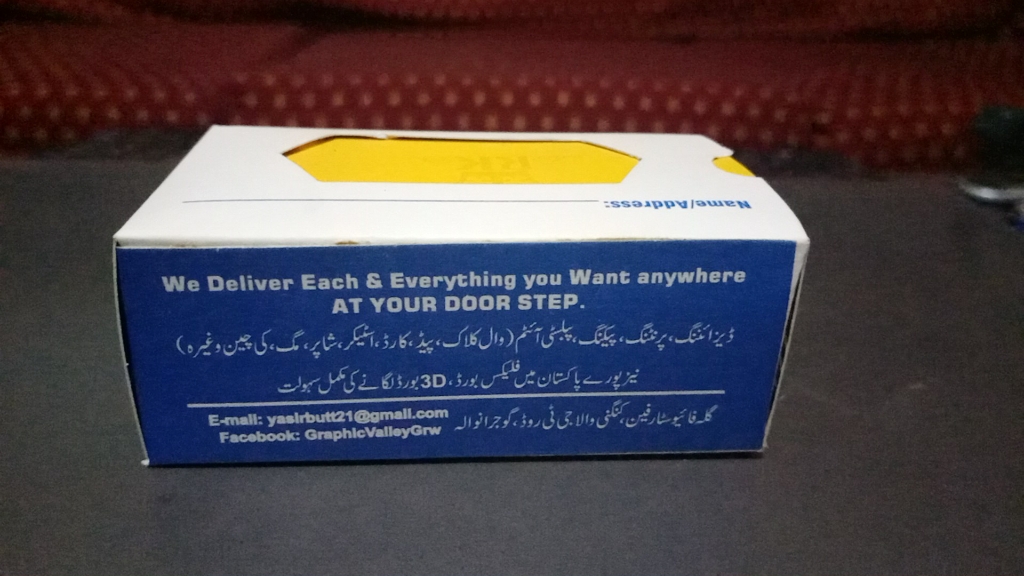 Name/Address:
We Deliver Each & Everything you Want anywhere
AT YOUR DOOR STEP.
ڈیزائننگ، پرنٹنگ، پیکنگ، پبلسٹی آئٹم (وال کلاک، پیڈ، کارڈ، اسٹیکر، شاپر، مگ، کی چین وغیرہ)
نیز پورے پاکستان میں فلیکس بورڈ، 3D بورڈ لگانے کی مکمل سہولت
گلہ فائیو سٹار فین، کنگنی والا جی ٹی روڈ، گوجرانوالہ
E-mail: yasirbutt21@gmail.com
Facebook: GraphicValleyGrw